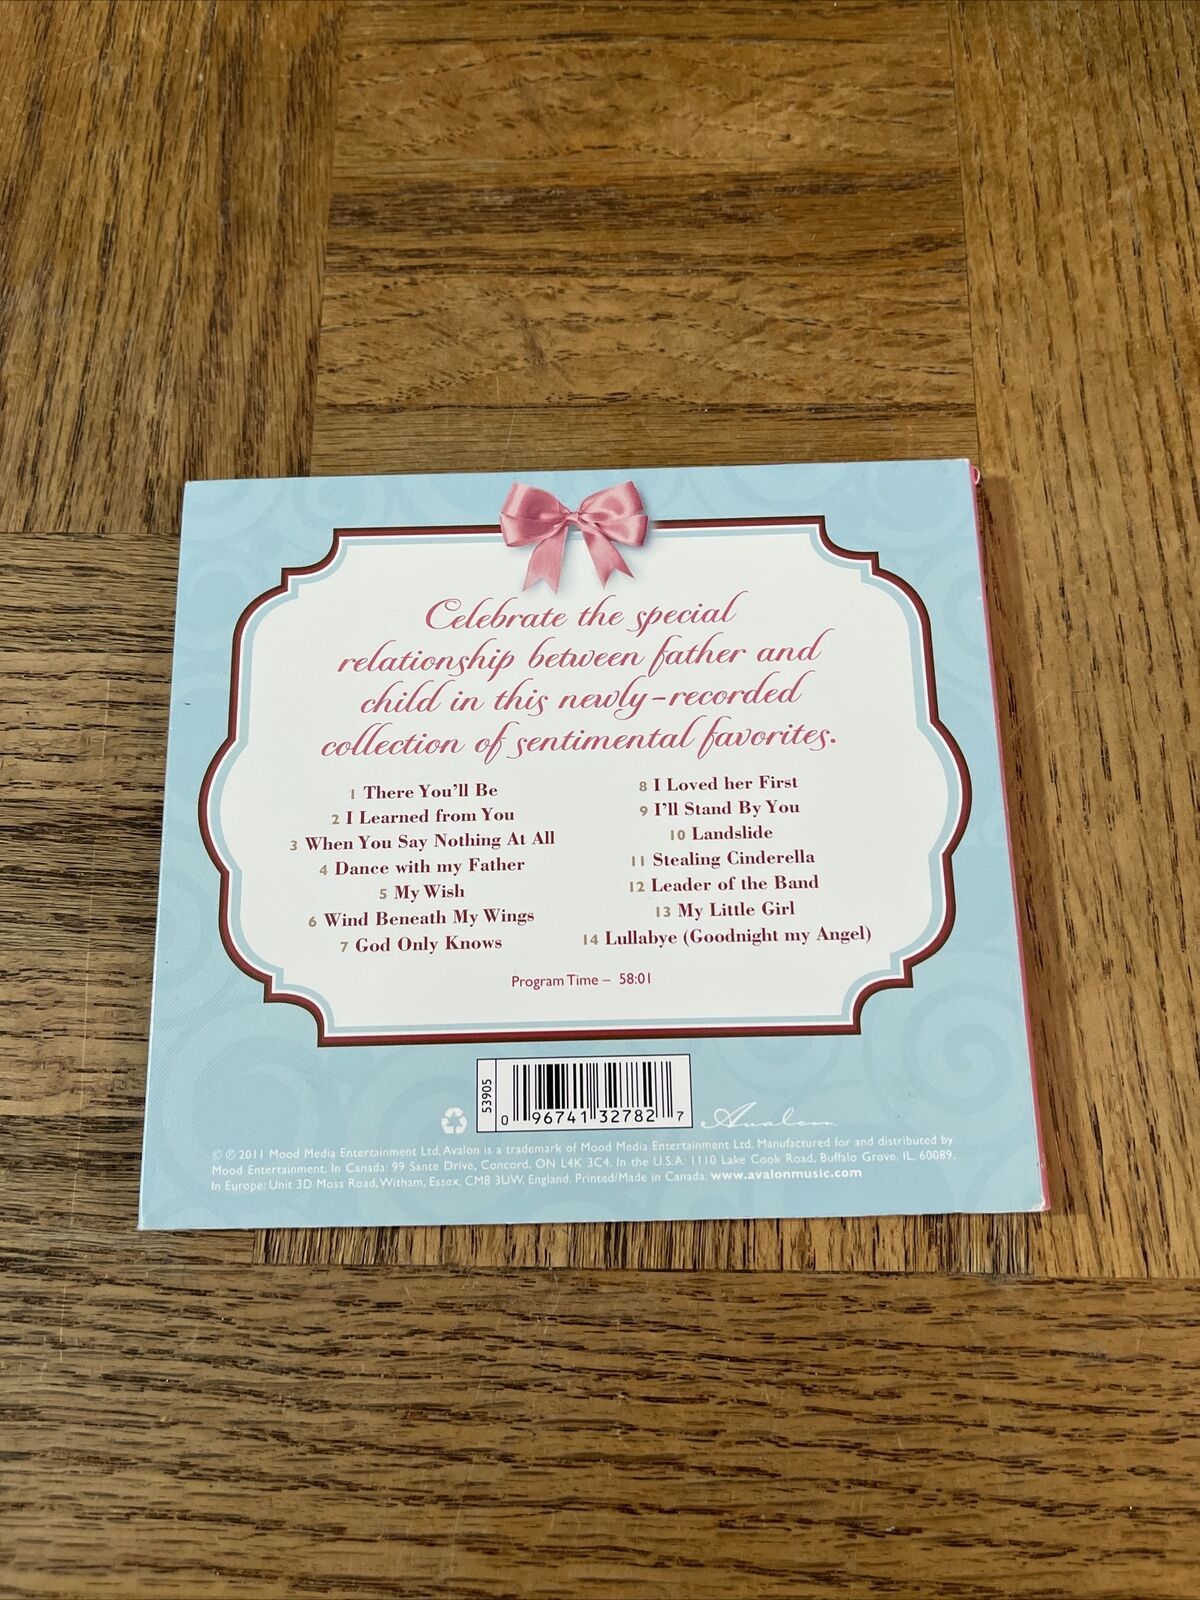 Celebrate the special
relationship between father and
child in this newly-recorded
collection of sentimental favorites.
1 There You'll Be
2 I Learned from You
3 When You Say Nothing At All
4 Dance with my Father
5 My Wish
6 Wind Beneath My Wings
7 God Only Knows
8 I Loved her First
9 I'll Stand By You
10 Landslide
11 Stealing Cinderella
12 Leader of the Band
13 My Little Girl
14 Lullabye (Goodnight my Angel)
Program Time – 58:01
53905
0 96741 32782 7
Avalon
© ℗ 2011 Mood Media Entertainment Ltd. Avalon is a trademark of Mood Media Entertainment Ltd. Manufactured for and distributed by
Mood Entertainment. In Canada: 99 Sante Drive, Concord, ON L4K 3C4. In the U.S.A: 1110 Lake Cook Road, Buffalo Grove, IL. 60089.
In Europe: Unit 3D Moss Road, Witham, Essex, CM8 3UW, England. Printed/Made in Canada. www.avalonmusic.com